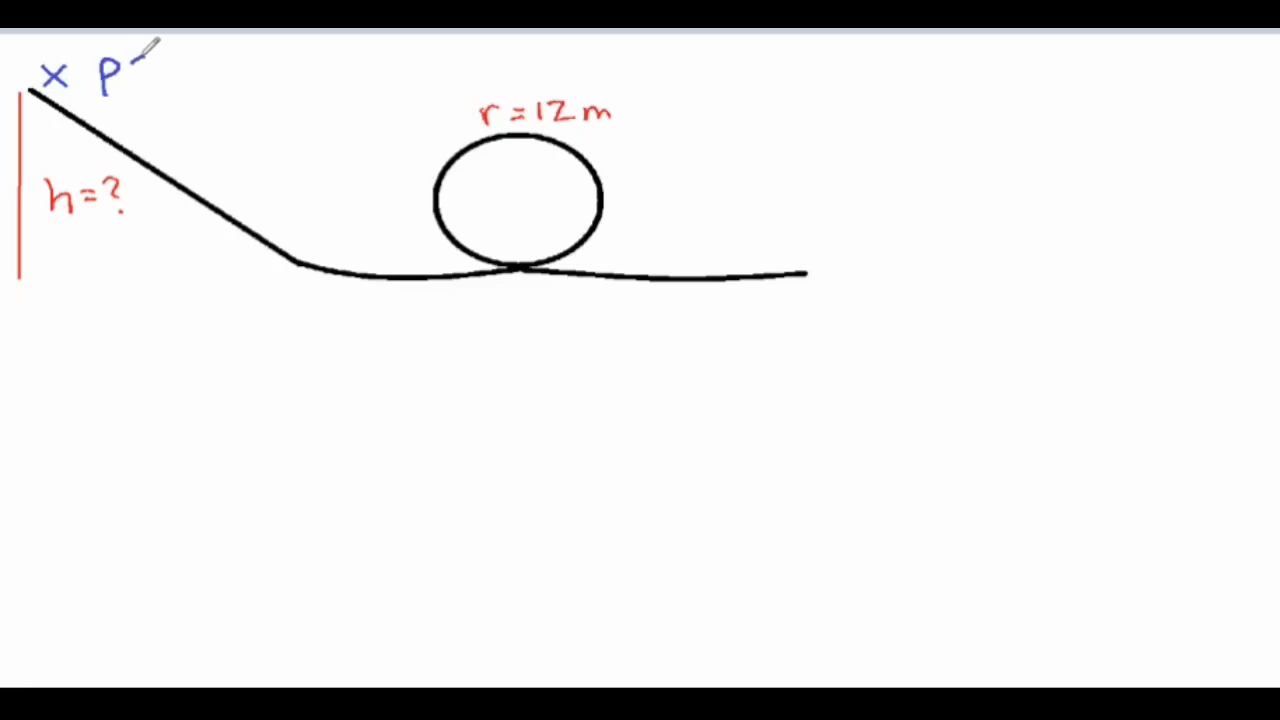 x P
r = 12 m
h = ?